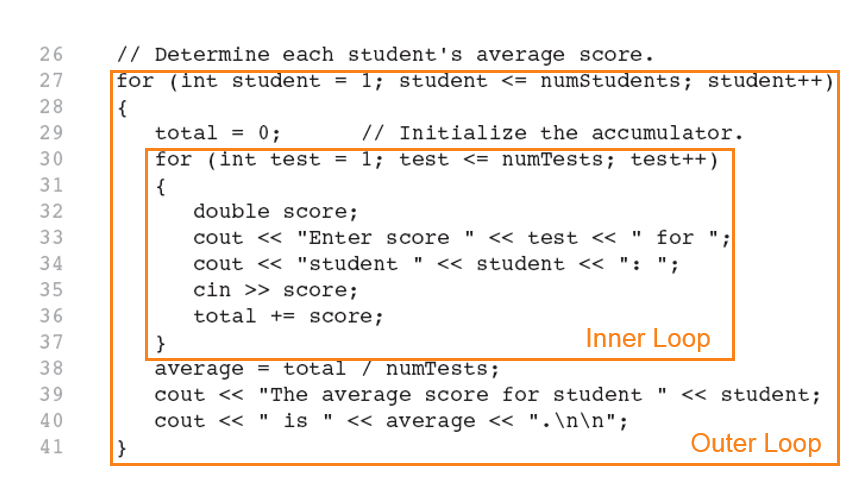 26 // Determine each student's average score.
27 for (int student = 1; student <= numStudents; student++)
28 {
29 total = 0; // Initialize the accumulator.
30 for (int test = 1; test <= numTests; test++)
31 {
32 double score;
33 cout << "Enter score " << test << " for ";
34 cout << "student " << student << ": ";
35 cin >> score;
36 total += score;
37 }
Inner Loop
38 average = total / numTests;
39 cout << "The average score for student " << student;
40 cout << " is " << average << ".\n\n";
41 }
Outer Loop